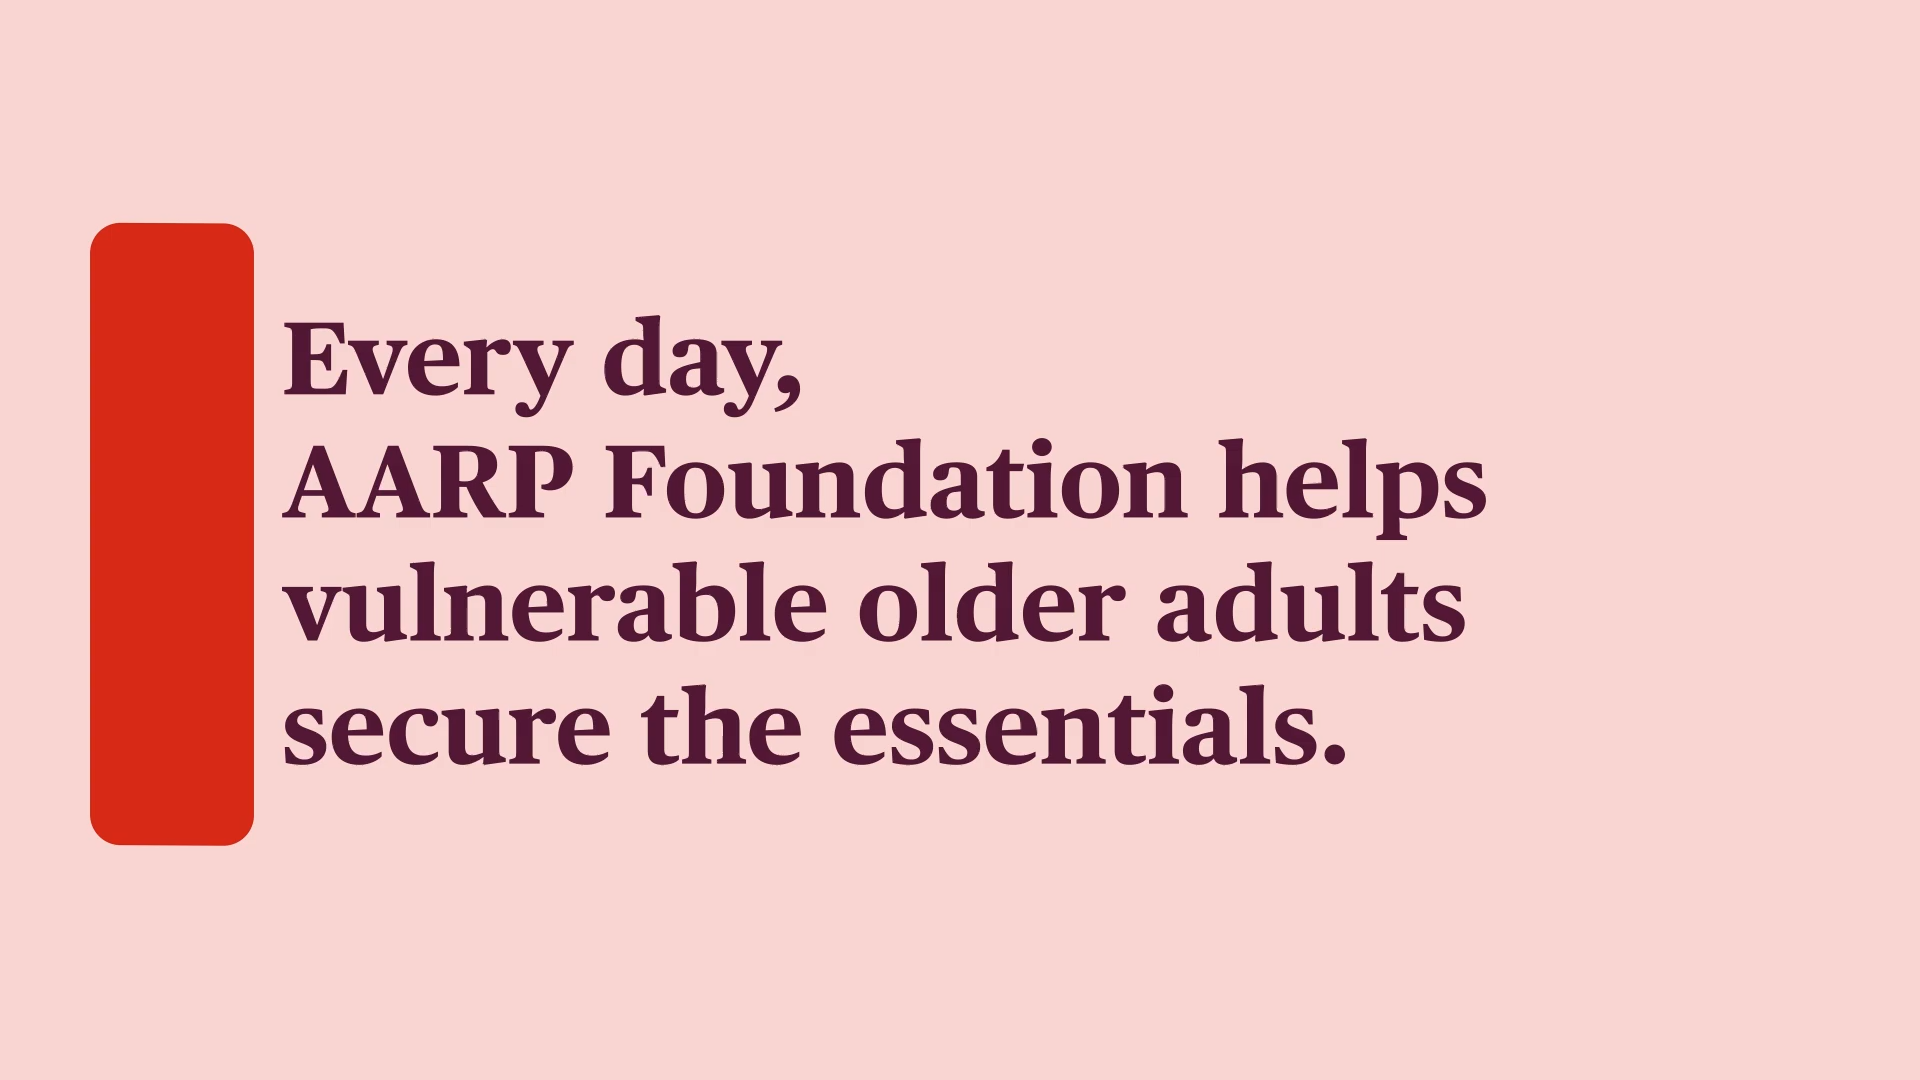 Every day,
AARP Foundation helps
vulnerable older adults
secure the essentials.